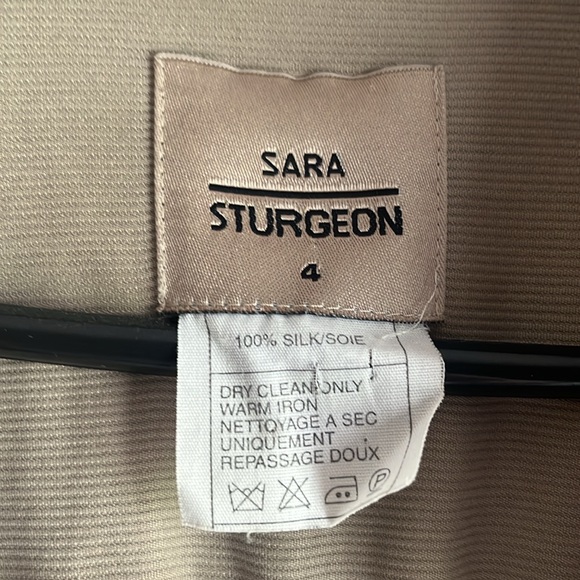 SARA
STURGEON
4
100% SILK/SOIE
DRY CLEAN ONLY
WARM IRON
NETTOYAGE A SEC
UNIQUEMENT
REPASSAGE DOUX
P